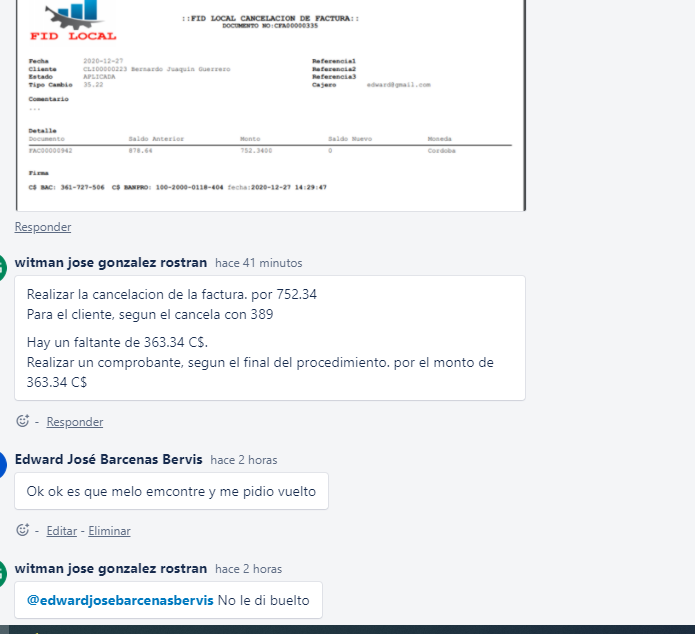 FID LOCAL
::FID LOCAL CANCELACION DE FACTURA::
DOCUMENTO NO:CFA00000335
Fecha 2020-12-27
Cliente CLI00000223 Bernardo Juaquin Guerrero
Estado APLICADA
Tipo Cambio 35.22
Referencia1
Referencia2
Referencia3
Cajero edward@gmail.com
Comentario
---
Detalle
Documento Saldo Anterior Monto Saldo Nuevo Moneda
FAC00000942 878.64 752.3400 0 Cordoba
Firma
C$ BAC: 361-727-506 C$ BANPRO: 100-2000-0118-404 fecha:2020-12-27 14:29:47
Responder
witman jose gonzalez rostran hace 41 minutos
Realizar la cancelacion de la factura. por 752.34
Para el cliente, segun el cancela con 389
Hay un faltante de 363.34 C$.
Realizar un comprobante, segun el final del procedimiento. por el monto de
363.34 C$
- Responder
Edward José Barcenas Bervis hace 2 horas
Ok ok es que melo emcontre y me pidio vuelto
- Editar - Eliminar
witman jose gonzalez rostran hace 2 horas
@edwardjosebarcenasbervis No le di buelto